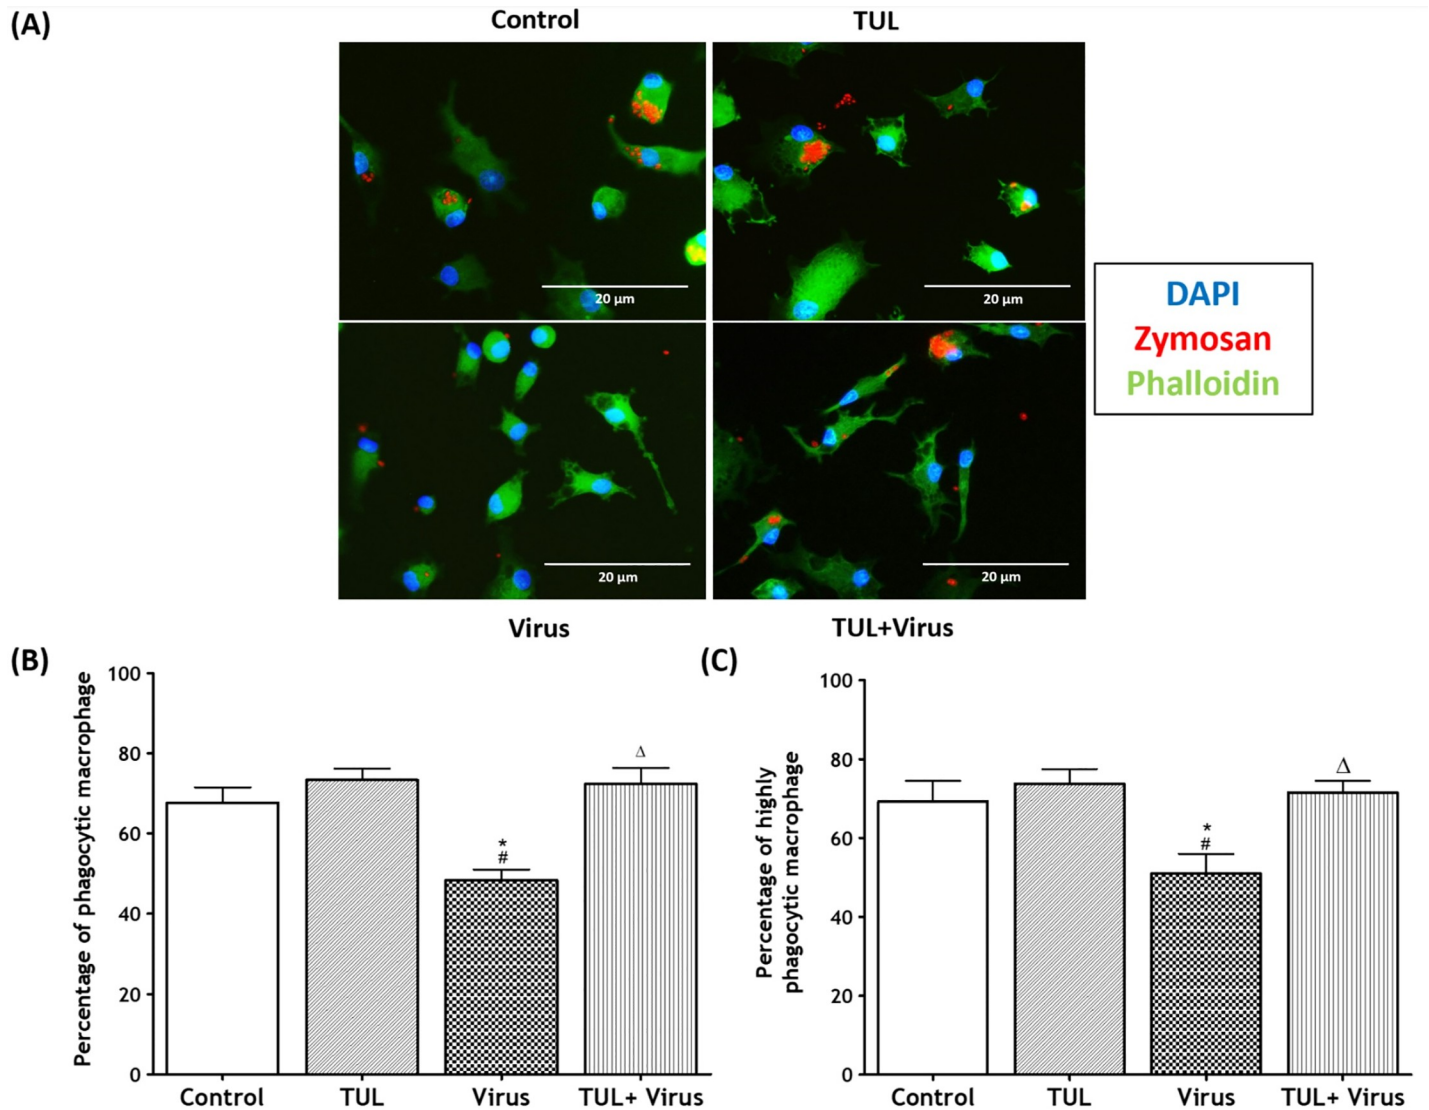 (A)
Control
TUL
20 µm
20 µm
DAPI
Zymosan
Phalloidin
20 µm
20 µm
Virus
TUL+Virus
(B)
Percentage of phagocytic macrophage
100
80
60
40
20
0
*
#
Δ
Control
TUL
Virus
TUL+ Virus
(C)
Percentage of highly
phagocytic macrophage
100
80
60
40
20
0
*
#
Δ
Control
TUL
Virus
TUL+ Virus